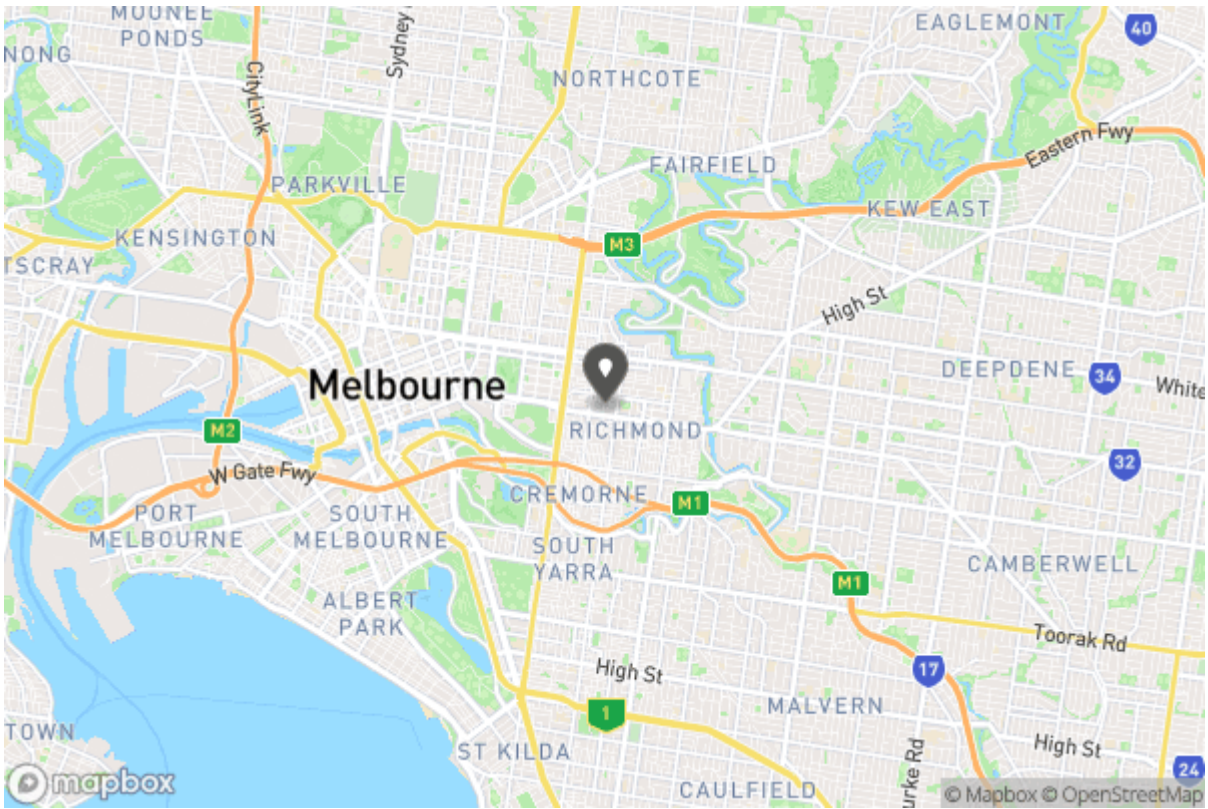 MOONEE
PONDS
EAGLEMONT
40
NONG
Sydney
NORTHCOTE
CityLink
Eastern Fwy
FAIRFIELD
PARKVILLE
KEW EAST
KENSINGTON
M3
TSCRAY
High St
DEEPDENE
34
White
Melbourne
M2
RICHMOND
32
W Gate Fwy
CREMORNE
M1
PORT
MELBOURNE
SOUTH
MELBOURNE
SOUTH
YARRA
CAMBERWELL
M1
ALBERT
PARK
Toorak Rd
High St
17
1
MALVERN
TOWN
ST KILDA
urke Rd
High St
24
mapbox
CAULFIELD
© Mapbox © OpenStreetMap